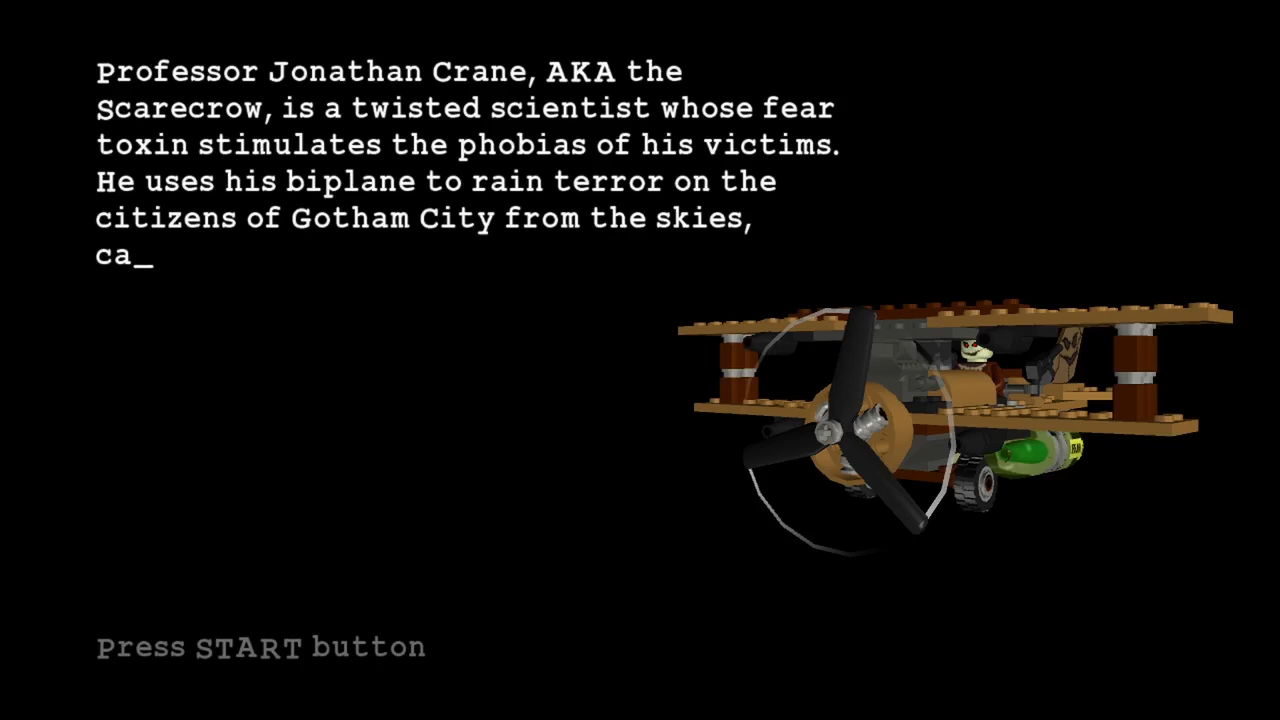 Professor Jonathan Crane, AKA the
Scarecrow, is a twisted scientist whose fear
toxin stimulates the phobias of his victims.
He uses his biplane to rain terror on the
citizens of Gotham City from the skies,
ca_
Press START button